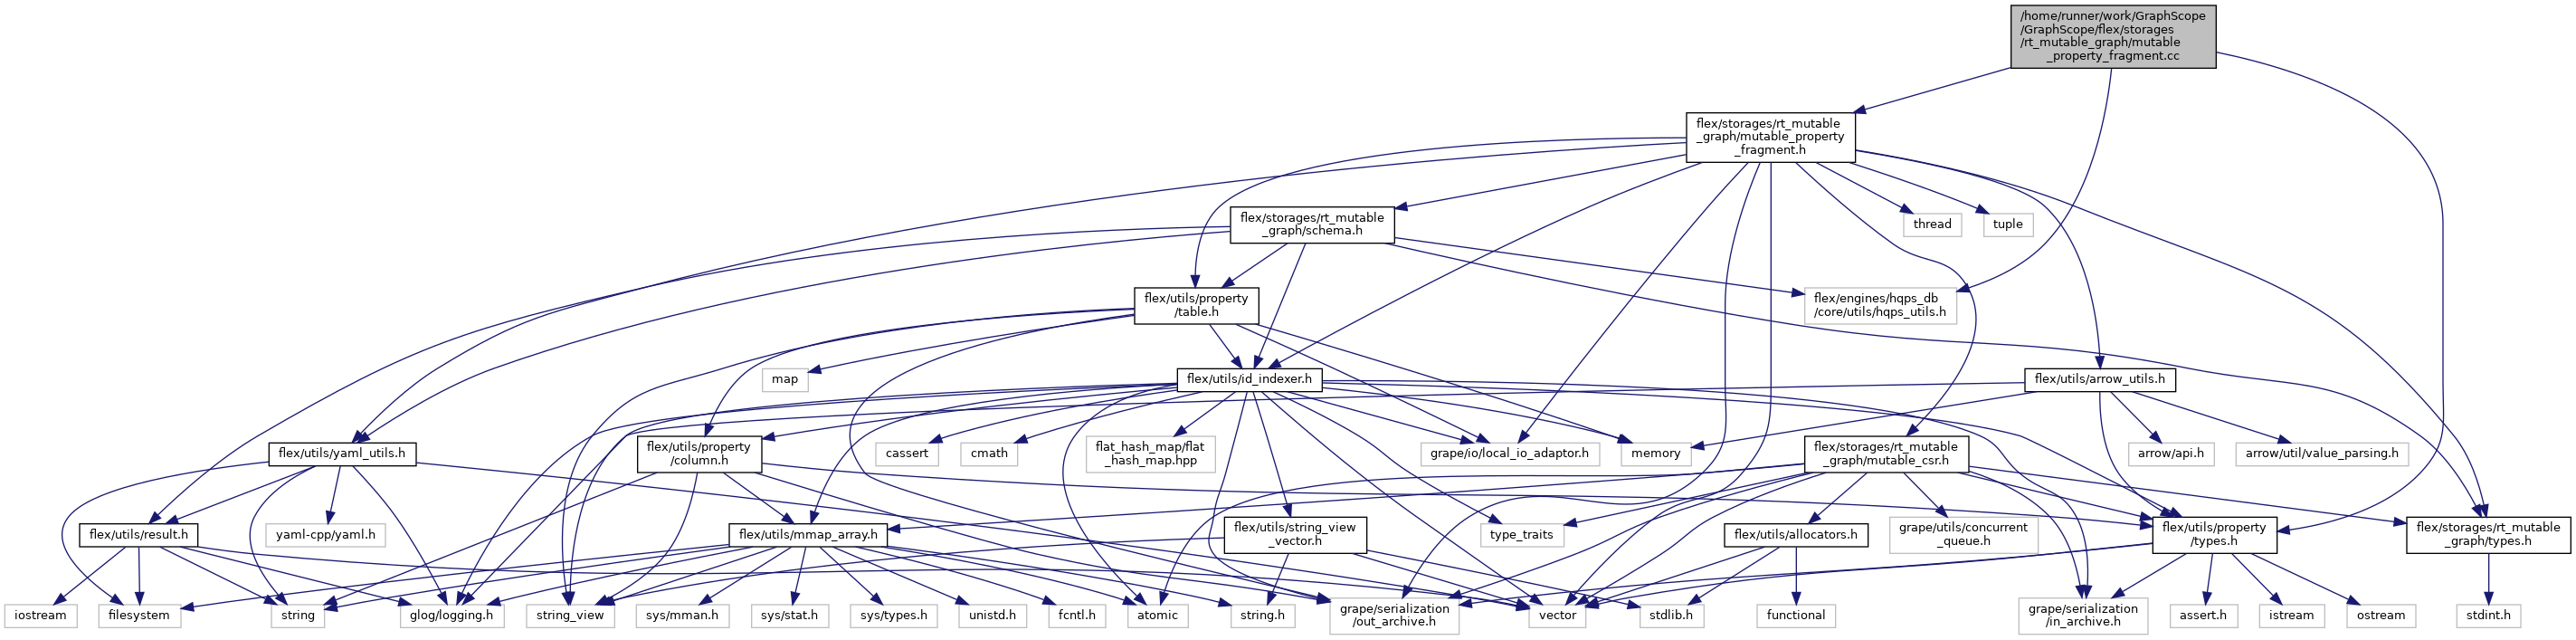 /home/runner/work/GraphScope
/GraphScope/flex/storages
/rt_mutable_graph/mutable
_property_fragment.cc
flex/storages/rt_mutable
_graph/mutable_property
_fragment.h
flex/storages/rt_mutable
_graph/schema.h
thread
tuple
flex/utils/property
/table.h
flex/engines/hqps_db
/core/utils/hqps_utils.h
map
flex/utils/id_indexer.h
flex/utils/arrow_utils.h
flex/utils/yaml_utils.h
flex/utils/property
/column.h
cassert
cmath
flat_hash_map/flat
_hash_map.hpp
grape/io/local_io_adaptor.h
memory
flex/storages/rt_mutable
_graph/mutable_csr.h
arrow/api.h
arrow/util/value_parsing.h
flex/utils/result.h
yaml-cpp/yaml.h
flex/utils/mmap_array.h
flex/utils/string_view
_vector.h
type_traits
flex/utils/allocators.h
grape/utils/concurrent
_queue.h
flex/utils/property
/types.h
flex/storages/rt_mutable
_graph/types.h
iostream
filesystem
string
glog/logging.h
string_view
sys/mman.h
sys/stat.h
sys/types.h
unistd.h
fcntl.h
atomic
string.h
grape/serialization
/out_archive.h
vector
stdlib.h
functional
grape/serialization
/in_archive.h
assert.h
istream
ostream
stdint.h